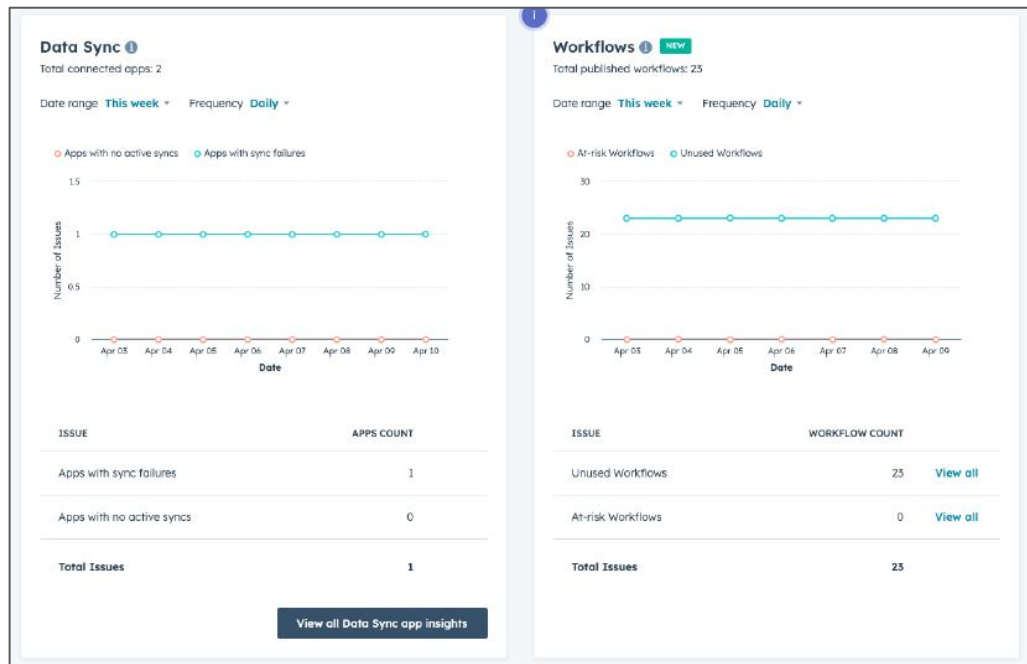 Data Sync i
Total connected apps: 2
Date range This week Frequency Daily
Apps with no active syncs Apps with sync failures
1.5
1
0.5
0
Number of Issues
Apr 03 Apr 04 Apr 05 Apr 06 Apr 07 Apr 08 Apr 09 Apr 10
Date
ISSUE APPS COUNT
Apps with sync failures 1
Apps with no active syncs 0
Total Issues 1
View all Data Sync app insights
i
Workflows i NEW
Total published workflows: 23
Date range This week Frequency Daily
At-risk Workflows Unused Workflows
30
20
10
0
Number of Issues
Apr 03 Apr 04 Apr 05 Apr 06 Apr 07 Apr 08 Apr 09
Date
ISSUE WORKFLOW COUNT
Unused Workflows 23 View all
At-risk Workflows 0 View all
Total Issues 23